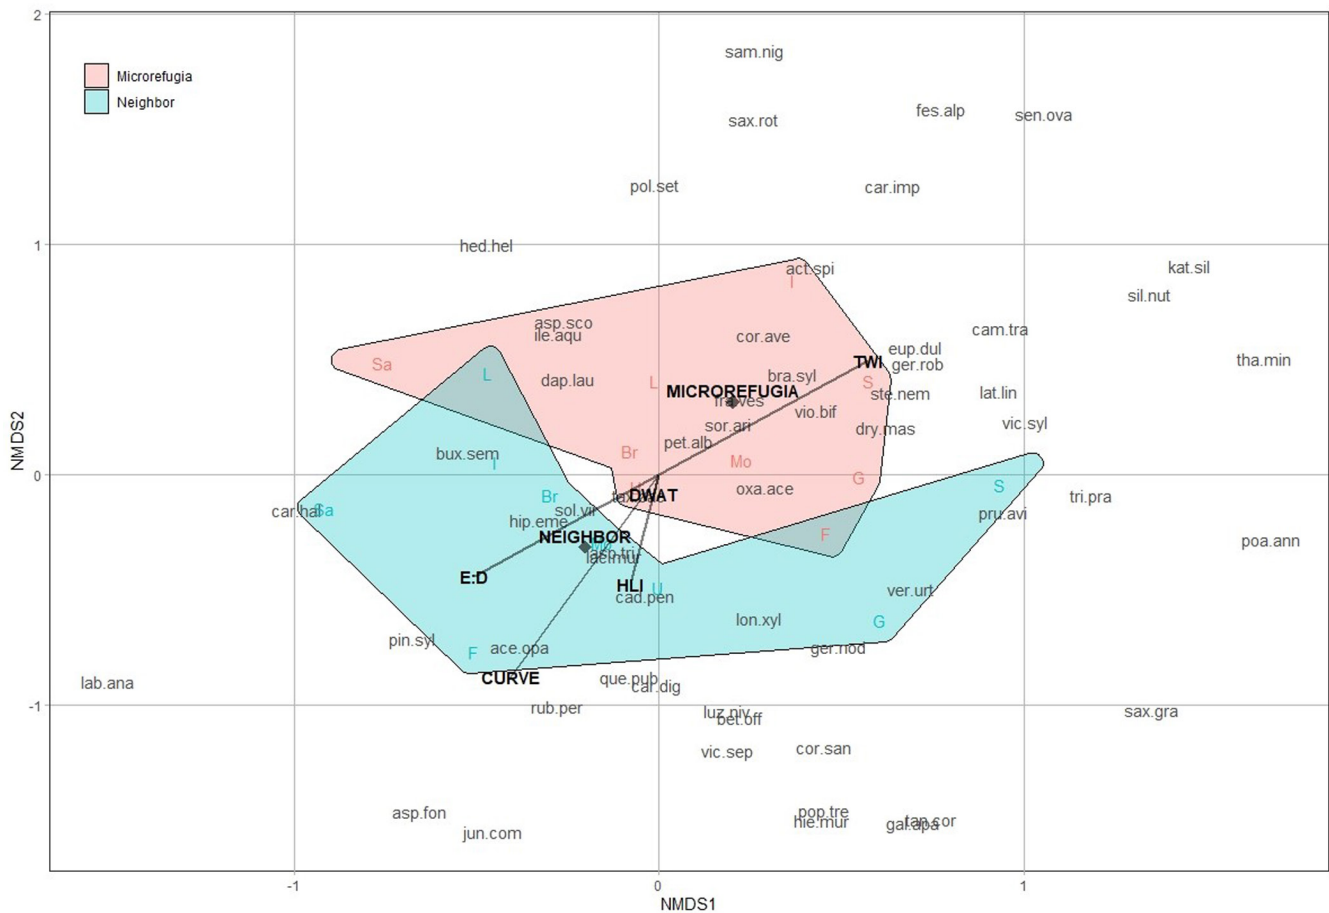 2
sam.nig
Microrefugia
Neighbor
fes.alp
sen.ova
sax.rot
pol.set
car.imp
1
hed.hel
act.spi
I
kat.sil
sil.nut
asp.sco
ile.aqu
cor.ave
cam.tra
eup.dul
ger.rob
TWI
tha.min
Sa
L
dap.lau
L
bra.syl
S
MICROREFUGIA
ste.nem
lat.lin
vio.bif
sor.ari
dry.mas
vic.syl
pet.alb
bux.sem
I
Br
Mo
NMDS2
0
G
S
Br
DWAT
oxa.ace
tri.pra
car.hal
Sa
sol.vir
pru.avi
hip.eme
NEIGHBOR
F
poa.ann
asp.tri
lac.mur
E:D
HLI
U
cad.pen
ver.urt
lon.xyl
G
pin.syl
F
ace.opa
ger.nod
CURVE
que.pub
car.dig
lab.ana
-1
rub.per
luz.niv
bet.off
sax.gra
vic.sep
cor.san
asp.fon
pop.tre
hie.mur
gal.apa
tan.cor
jun.com
-1
0
1
NMDS1